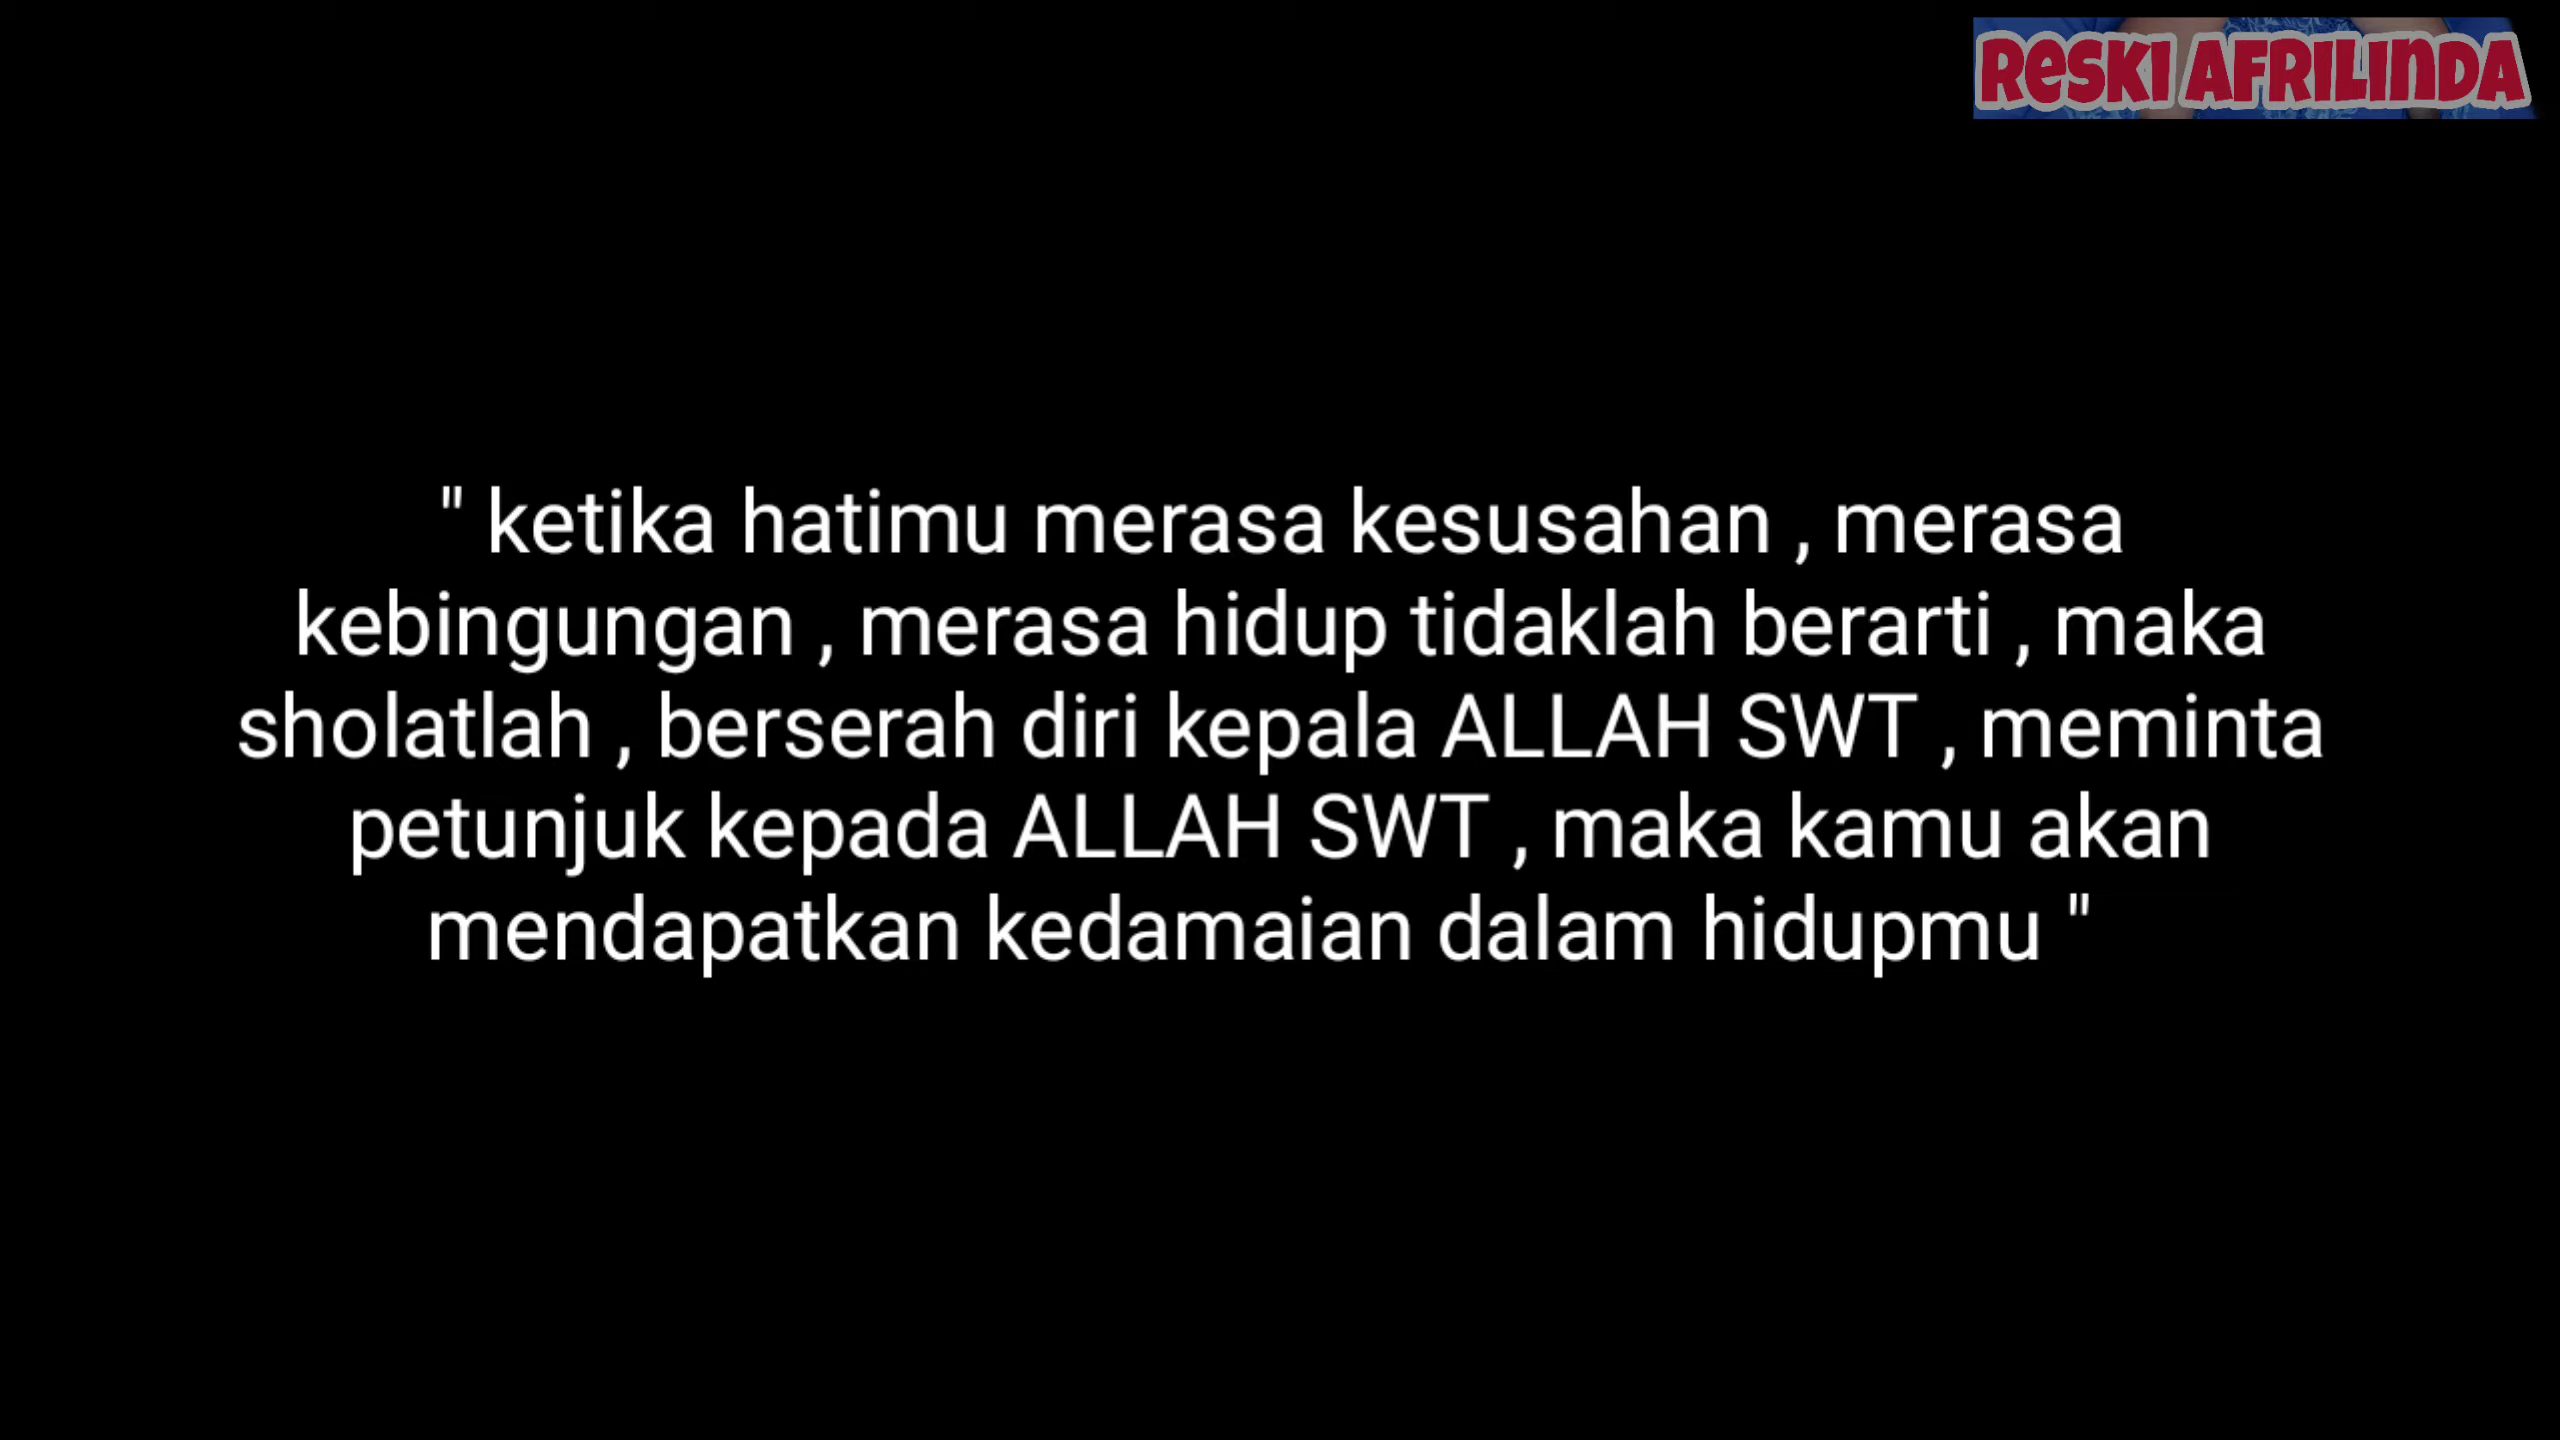 Reski Afrilinda
" ketika hatimu merasa kesusahan , merasa
kebingungan , merasa hidup tidaklah berarti , maka
sholatlah , berserah diri kepala ALLAH SWT , meminta
petunjuk kepada ALLAH SWT , maka kamu akan
mendapatkan kedamaian dalam hidupmu "